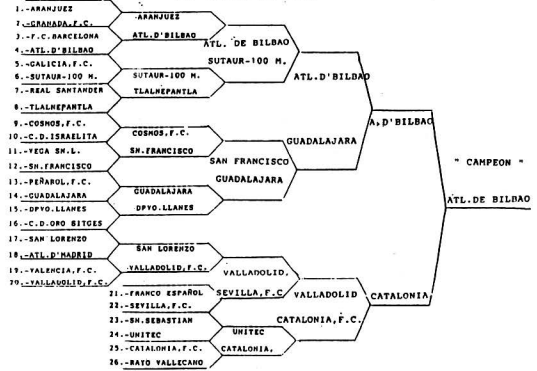 1.-ARANJUEZ
2.-GRANADA,F.C.
3.-F.C.BARCELONA
4.-ATL.D'BILBAO
5.-GALICIA,F.C.
6.-SUTAUR-100 M.
7.-REAL SANTANDER
8.-TLALNEPANTLA
9.-COSMOS,F.C.
10.-C.D.ISRAELITA
11.-VEGA SN.L.
12.-SN.FRANCISCO
13.-PEÑAROL,F.C.
14.-GUADALAJARA
15.-DPVO.LLANES
16.-C.D.ORO SITGES
17.-SAN LORENZO
18.-ATL.D'MADRID
19.-VALENCIA,F.C.
20.-VALLADOLID,F.C.
21.-FRANCO ESPAÑOL
22.-SEVILLA,F.C.
23.-SN.SEBASTIAN
24.-UNITEC
25.-CATALONIA,F.C.
26.-RAYO VALLECANO
ARANJUEZ
ATL.D'BILBAO
SUTAUR-100 M.
TLALNEPANTLA
COSMOS,F.C.
SN.FRANCISCO
GUADALAJARA
DPVO.LLANES
SAN LORENZO
VALLADOLID,F.C.
UNITEC
CATALONIA,
ATL. DE BILBAO
SUTAUR-100 M.
SAN FRANCISCO
GUADALAJARA
VALLADOLID,
SEVILLA,F.C
CATALONIA,F.C.
ATL.D'BILBAO
GUADALAJARA
VALLADOLID
A,D'BILBAO
CATALONIA,
" CAMPEON "
ATL.DE BILBAO